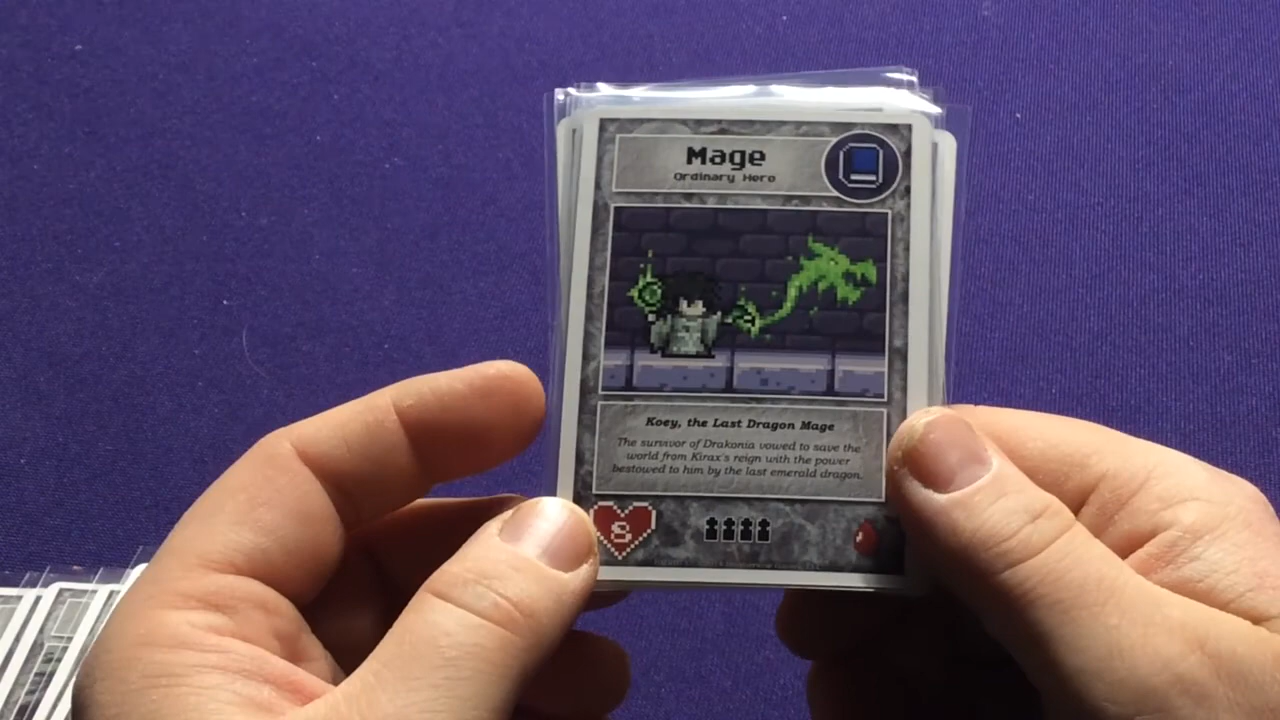 Mage
Ordinary Hero
Koey, the Last Dragon Mage
The survivor of Drakonia vowed to save the
world from Kirax's reign with the power
bestowed to him by the last emerald dragon.
8